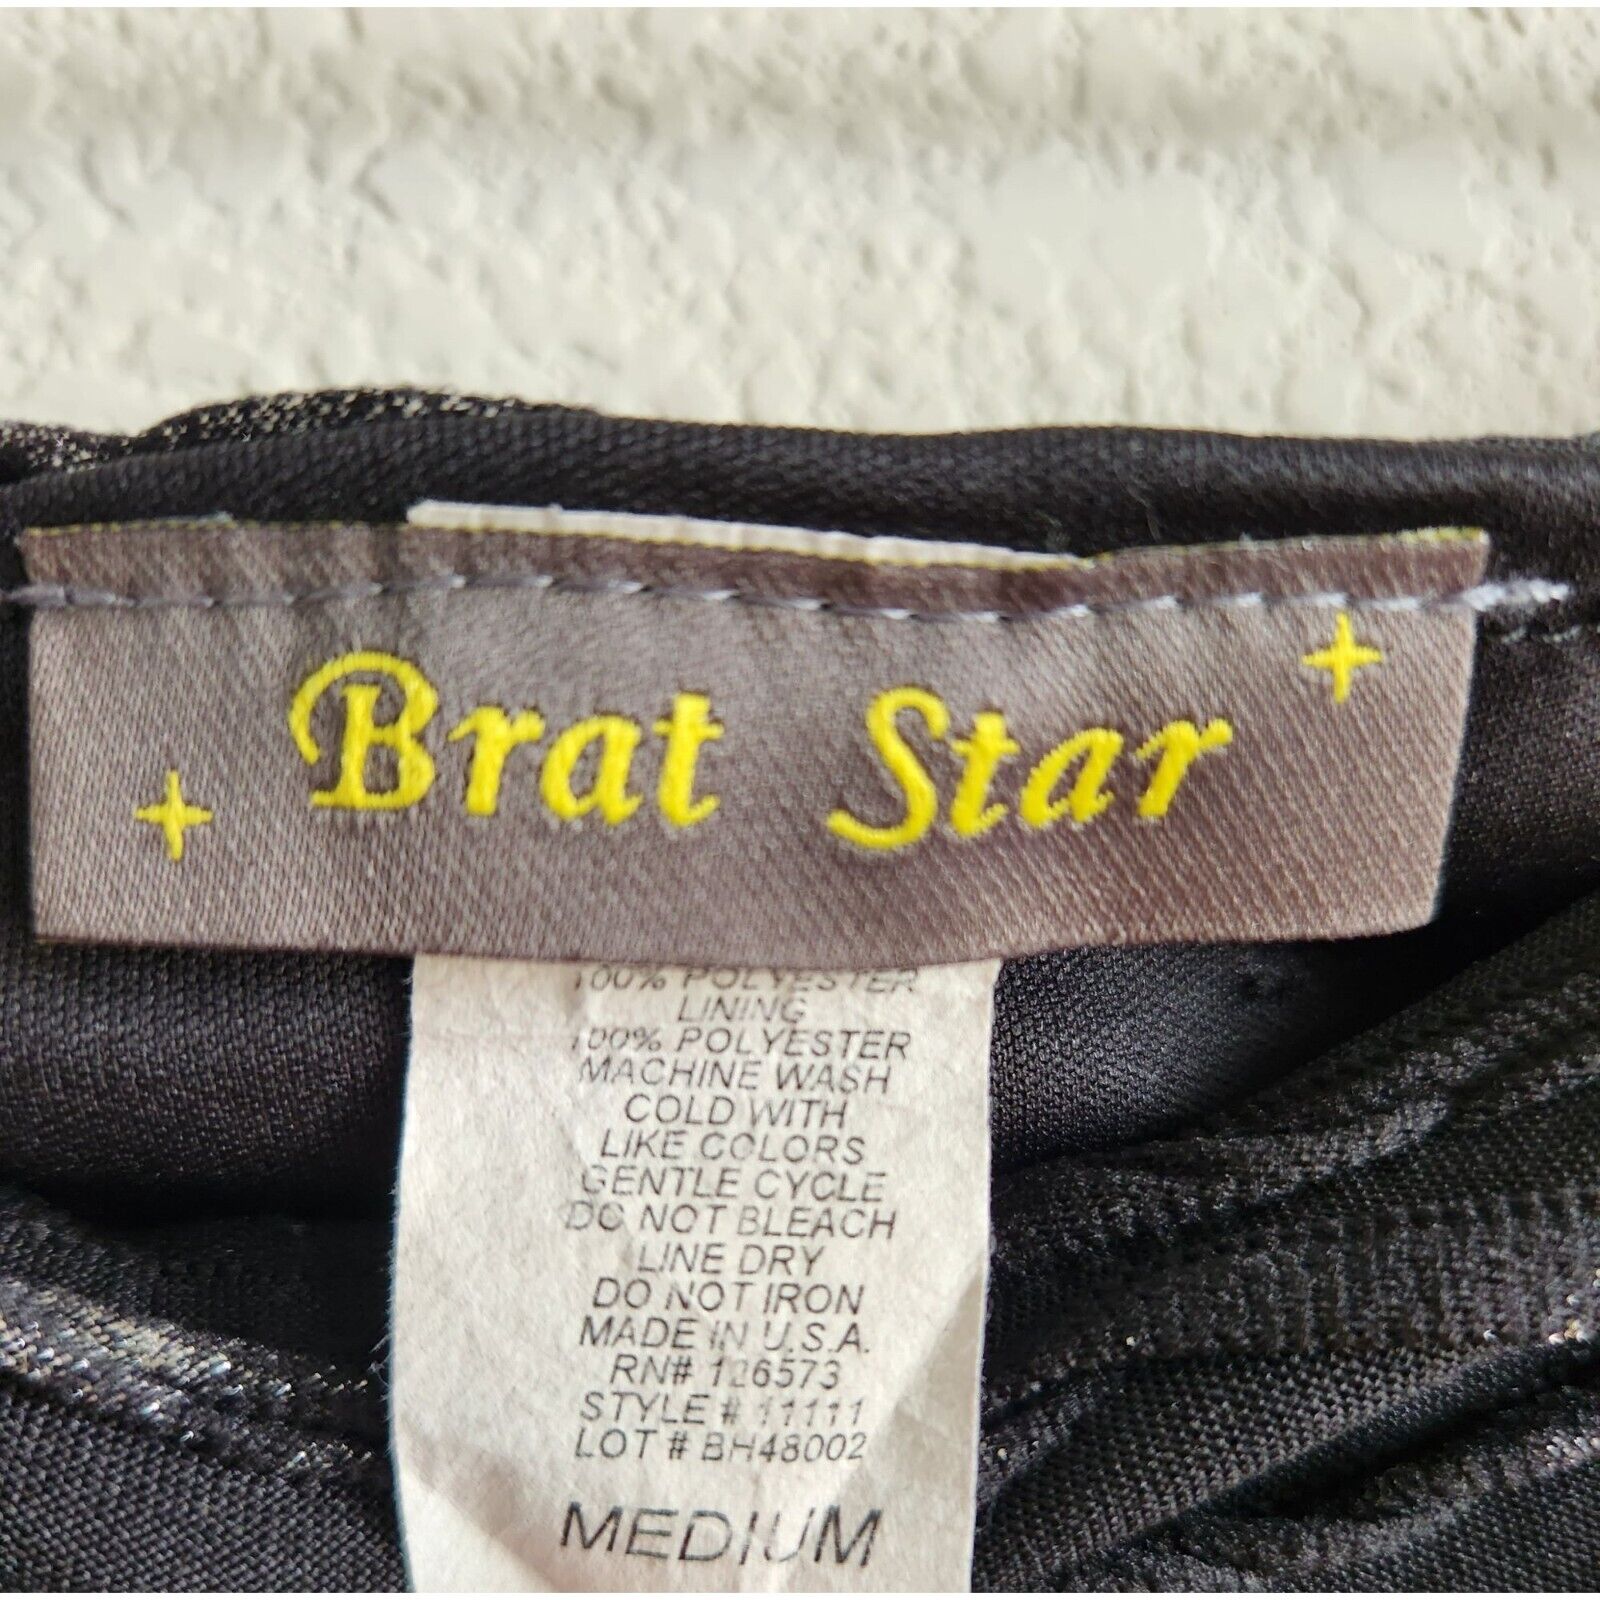 Brat Star
100% POLYESTER
LINING
100% POLYESTER
MACHINE WASH
COLD WITH
LIKE COLORS
GENTLE CYCLE
DO NOT BLEACH
LINE DRY
DO NOT IRON
MADE IN U.S.A.
RN# 126573
STYLE # 11111
LOT # BH48002
MEDIUM